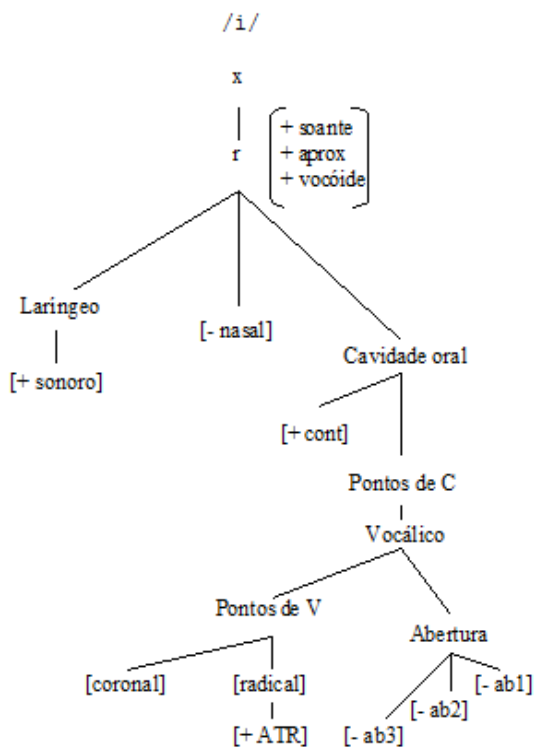 /i/
x
+ soante
r + aprox
+ vocóide
Laríngeo
[- nasal]
Cavidade oral
[+ sonoro]
[+ cont]
Pontos de C
Vocálico
Pontos de V
Abertura
[coronal] [radical] [- ab1]
[- ab2]
[+ ATR] [- ab3]